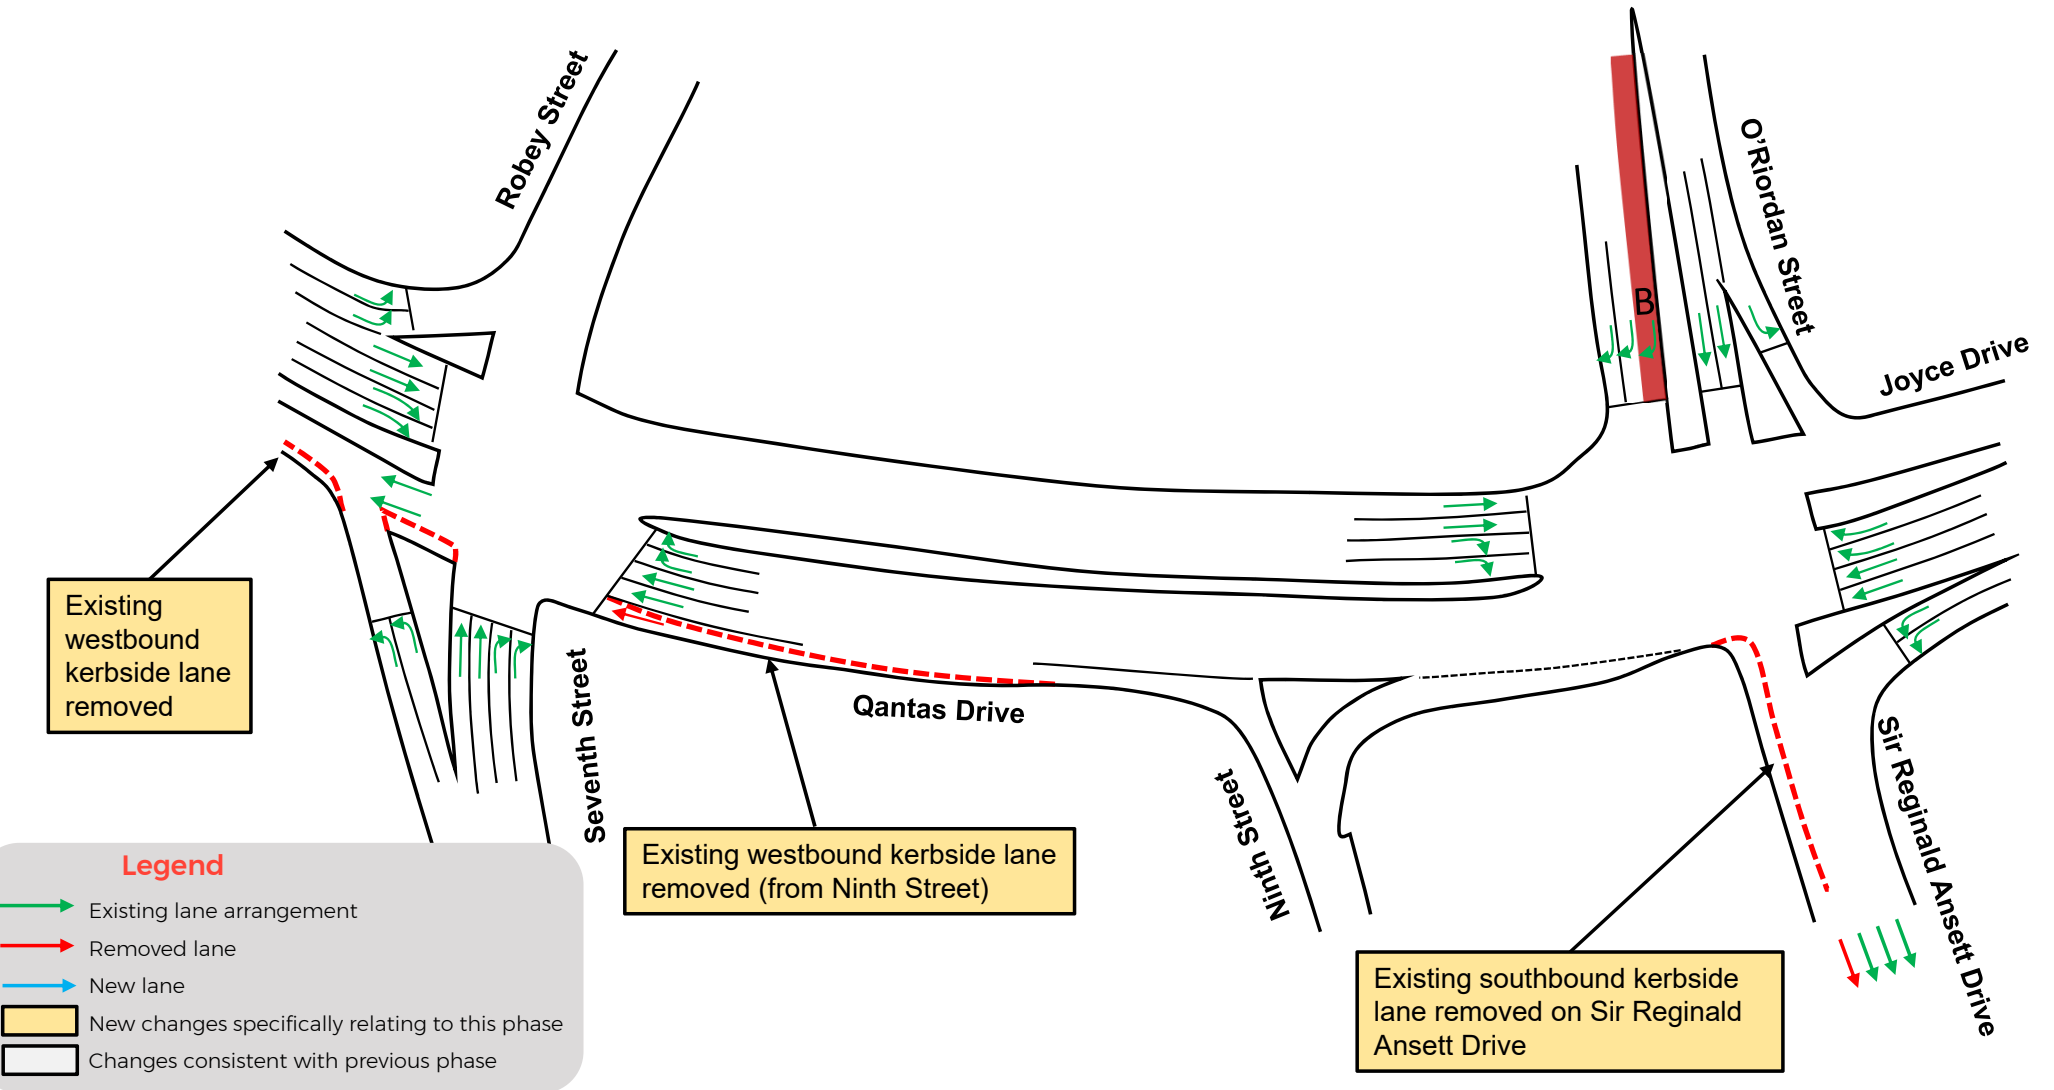 Robey Street
O'Riordan Street
B
Joyce Drive
Existing
westbound
kerbside lane
removed
Seventh Street
Qantas Drive
Ninth Street
Sir Reginald Ansett Drive
Existing westbound kerbside lane
removed (from Ninth Street)
Existing southbound kerbside
lane removed on Sir Reginald
Ansett Drive
Legend
Existing lane arrangement
Removed lane
New lane
New changes specifically relating to this phase
Changes consistent with previous phase